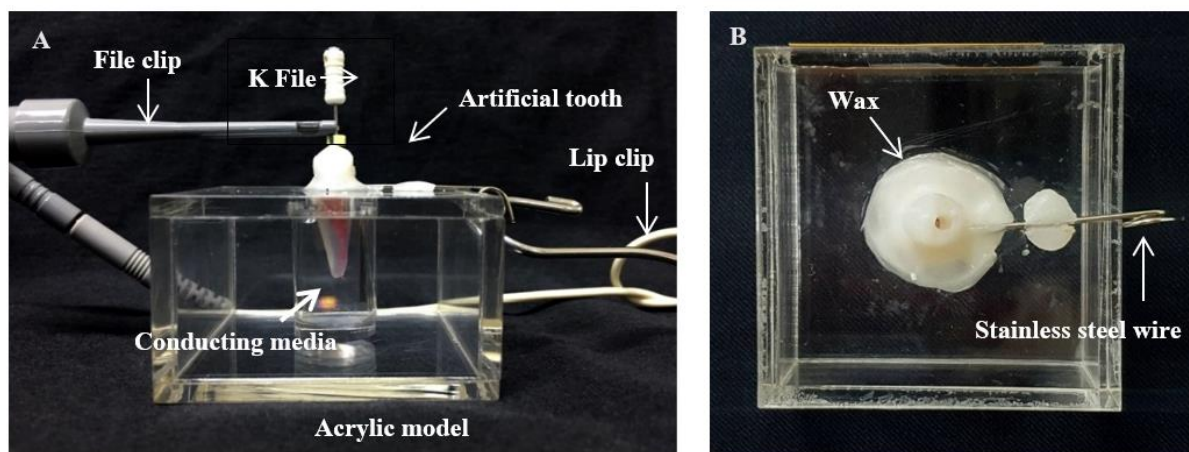 A
File clip
K File
Artificial tooth
Lip clip
Conducting media
Acrylic model
B
Wax
Stainless steel wire